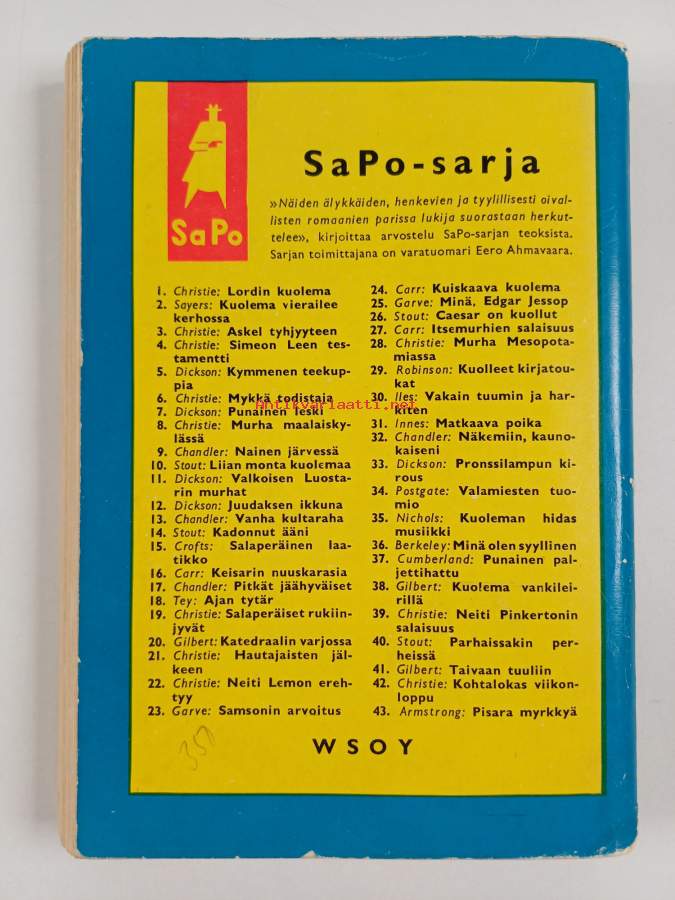 SaPo
SaPo-sarja
»Näiden älykkäiden, henkevien ja tyylillisesti oival-
listen romaanien parissa lukija suorastaan herkut-
telee», kirjoittaa arvostelu SaPo-sarjan teoksista.
Sarjan toimittajana on varatuomari Eero Ahmavaara.
1. Christie: Lordin kuolema
2. Sayers: Kuolema vierailee
kerhossa
3. Christie: Askel tyhjyyteen
4. Christie: Simeon Leen tes-
tamentti
5. Dickson: Kymmenen teekup-
pia
6. Christie: Mykkä todistaja
7. Dickson: Punainen leski
8. Christie: Murha maalaisky-
lässä
9. Chandler: Nainen järvessä
10. Stout: Liian monta kuolemaa
11. Dickson: Valkoisen Luosta-
rin murhat
12. Dickson: Juudaksen ikkuna
13. Chandler: Vanha kultaraha
14. Stout: Kadonnut ääni
15. Crofts: Salaperäinen laa-
tikko
16. Carr: Keisarin nuuskarasia
17. Chandler: Pitkät jäähyväiset
18. Tey: Ajan tytär
19. Christie: Salaperäiset rukiin-
jyvät
20. Gilbert: Katedraalin varjossa
21. Christie: Hautajaisten jäl-
keen
22. Christie: Neiti Lemon ereh-
tyy
23. Garve: Samsonin arvoitus
24. Carr: Kuiskaava kuolema
25. Garve: Minä, Edgar Jessop
26. Stout: Caesar on kuollut
27. Carr: Itsemurhien salaisuus
28. Christie: Murha Mesopota-
miassa
29. Robinson: Kuolleet kirjatou-
kat
30. Iles: Vakain tuumin ja har-
kiten
31. Innes: Matkaava poika
32. Chandler: Näkemiin, kauno-
kaiseni
33. Dickson: Pronssilampun ki-
rous
34. Postgate: Valamiesten tuo-
mio
35. Nichols: Kuoleman hidas
musiikki
36. Berkeley: Minä olen syyllinen
37. Cumberland: Punainen pal-
jettihattu
38. Gilbert: Kuolema vankilei-
rillä
39. Christie: Neiti Pinkertonin
salaisuus
40. Stout: Parhaissakin per-
heissä
41. Gilbert: Taivaan tuuliin
42. Christie: Kohtalokas viikon-
loppu
43. Armstrong: Pisara myrkkyä
Antikvariaatti.net
WSOY